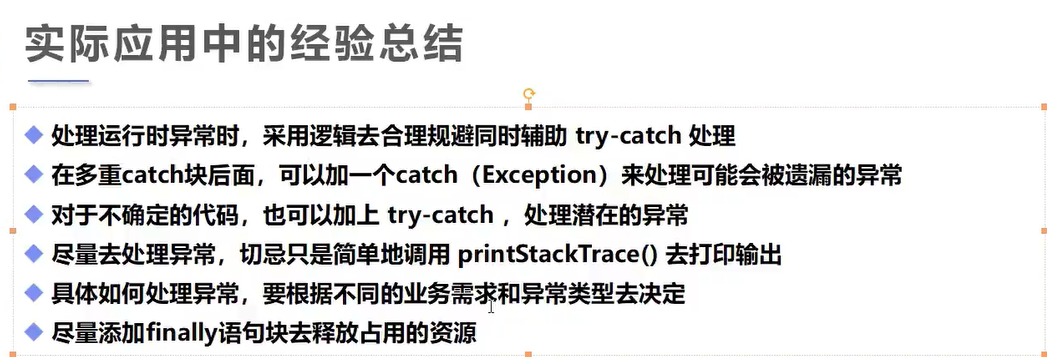 实际应用中的经验总结
处理运行时异常时，采用逻辑去合理规避同时辅助 try-catch 处理
在多重catch块后面，可以加一个catch（Exception）来处理可能会被遗漏的异常
对于不确定的代码，也可以加上 try-catch ，处理潜在的异常
尽量去处理异常，切忌只是简单地调用 printStackTrace() 去打印输出
具体如何处理异常，要根据不同的业务需求和异常类型去决定
尽量添加finally语句块去释放占用的资源